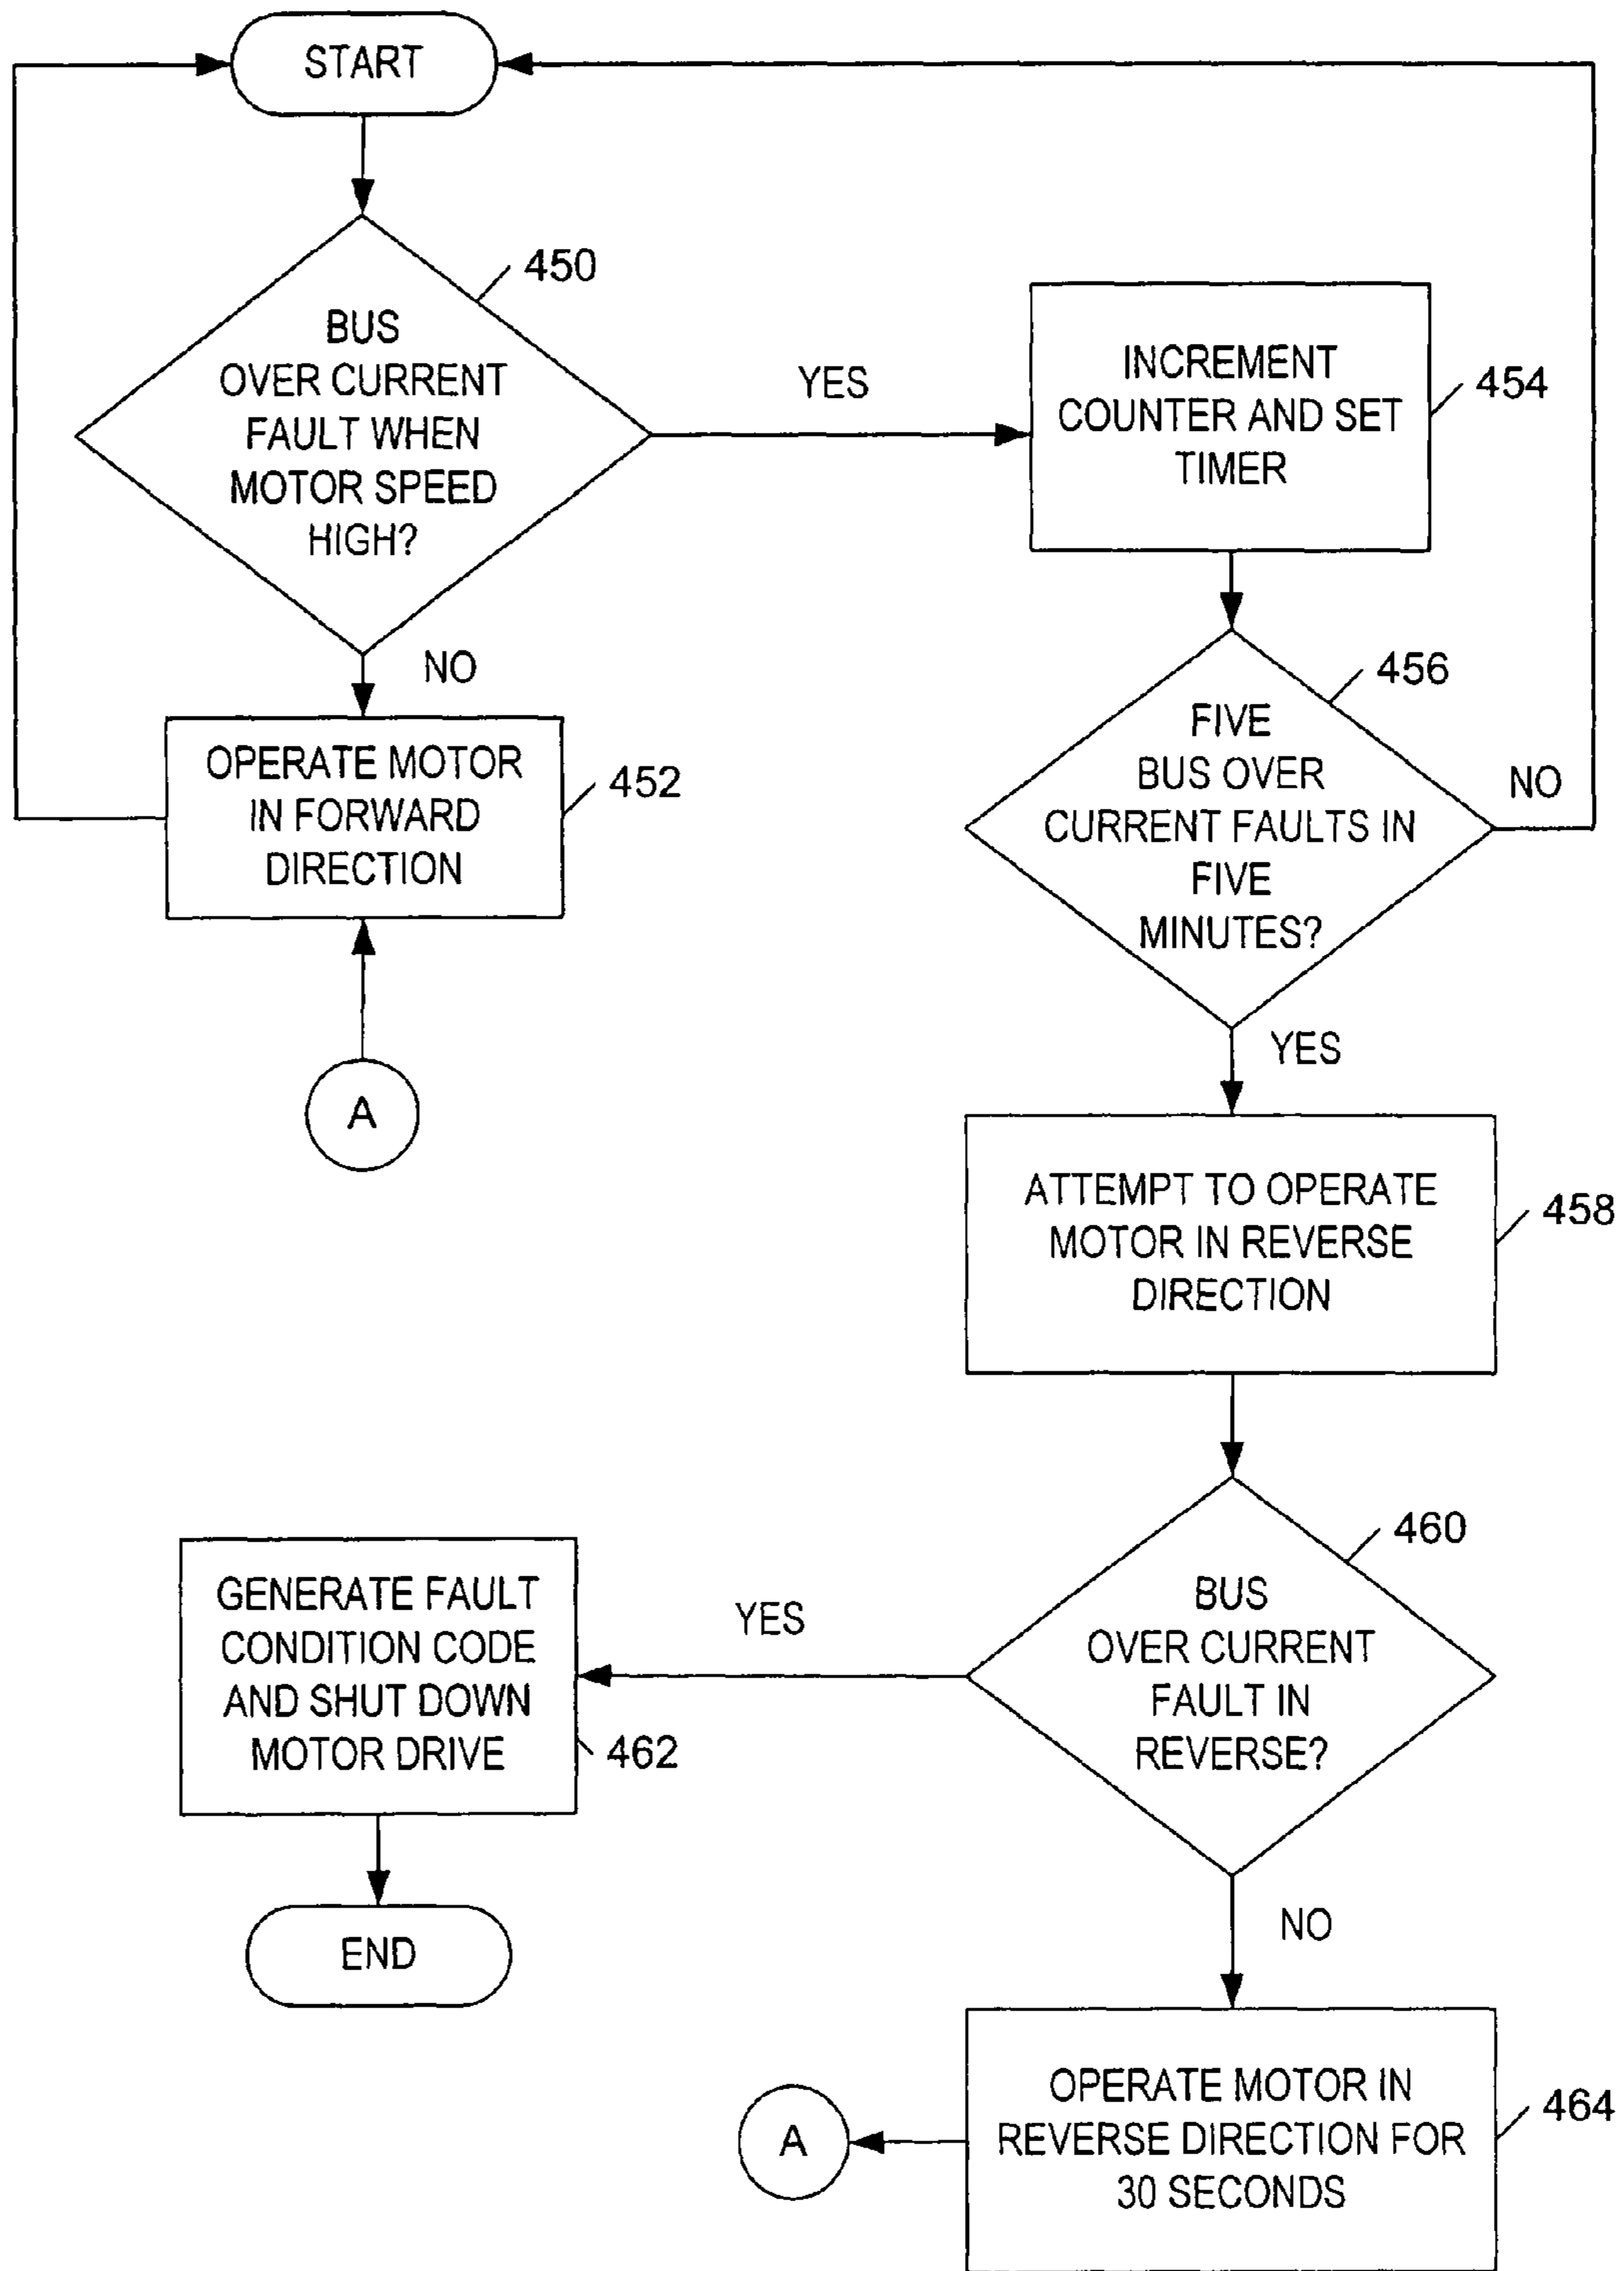 START
450
BUS
OVER CURRENT
FAULT WHEN
MOTOR SPEED
HIGH?
YES
INCREMENT
COUNTER AND SET
TIMER
454
NO
OPERATE MOTOR
IN FORWARD
DIRECTION
452
A
456
FIVE
BUS OVER
CURRENT FAULTS IN
FIVE
MINUTES?
NO
YES
ATTEMPT TO OPERATE
MOTOR IN REVERSE
DIRECTION
458
460
BUS
OVER CURRENT
FAULT IN
REVERSE?
YES
GENERATE FAULT
CONDITION CODE
AND SHUT DOWN
MOTOR DRIVE
462
END
NO
OPERATE MOTOR IN
REVERSE DIRECTION FOR
30 SECONDS
464
A